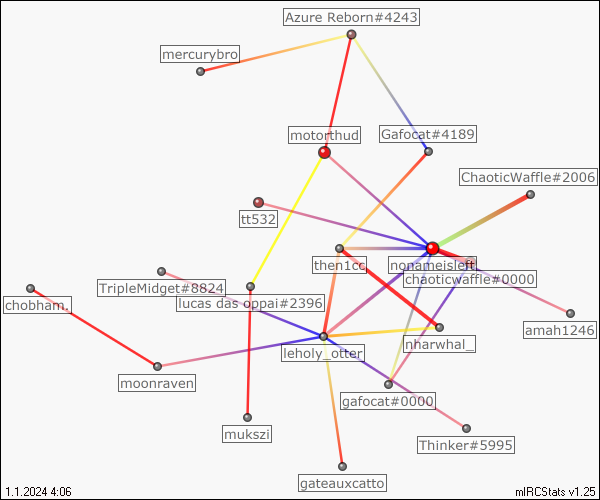 Azure Reborn#4243
mercurybro
Gafocat#4189
motorthud
ChaoticWaffle#2006
tt532
then1cc
nonameisleft
chaoticwaffle#0000
TripleMidget#8824
lucas das oppai#2396
chobham.
amah1246
nharwhal_
leholy_otter
moonraven
gafocat#0000
mukszi
Thinker#5995
gateauxcatto
1.1.2024 4:06
mIRCStats v1.25